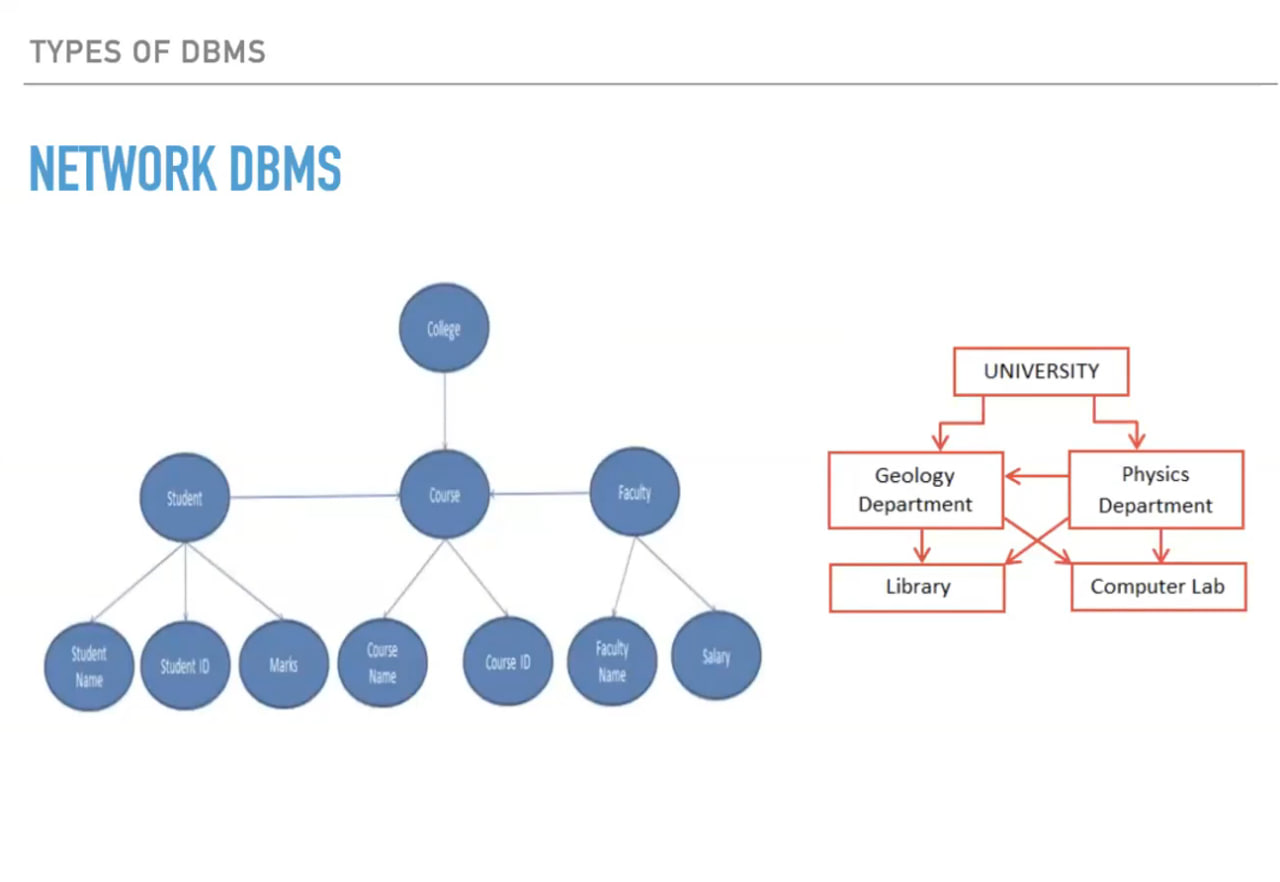 TYPES OF DBMS
NETWORK DBMS
College
Student
Course
Faculty
Student
Name
Student ID
Marks
Course
Name
Course ID
Faculty
Name
Salary
UNIVERSITY
Geology
Department
Physics
Department
Library
Computer Lab